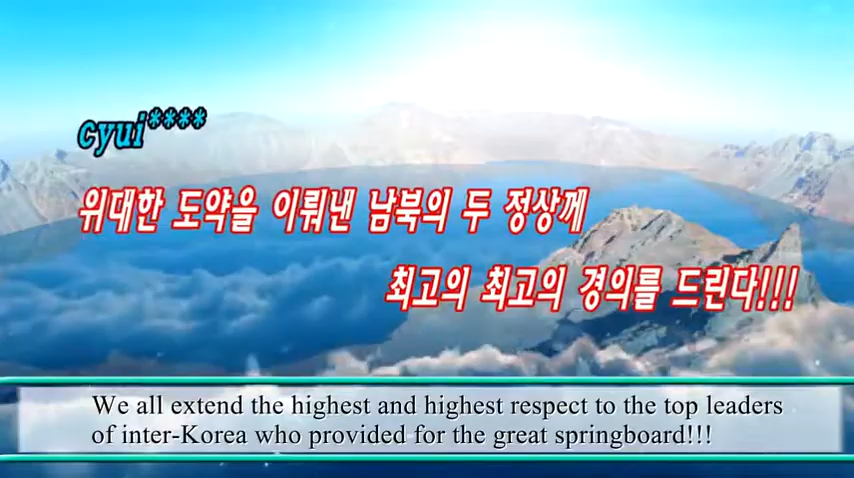 cyui****
위대한 도약을 이뤄낸 남북의 두 정상께
최고의 최고의 경의를 드린다!!!
We all extend the highest and highest respect to the top leaders
of inter-Korea who provided for the great springboard!!!